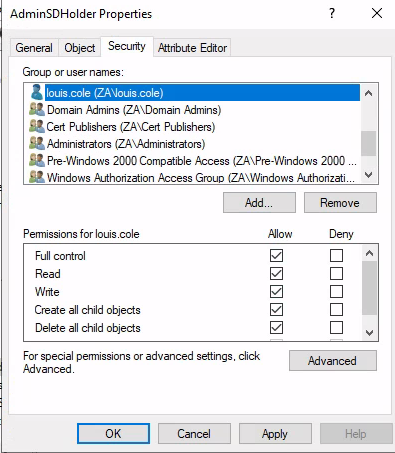 AdminSDHolder Properties
General Object Security Attribute Editor
Group or user names:
louis.cole (ZA\louis.cole)
Domain Admins (ZA\Domain Admins)
Cert Publishers (ZA\Cert Publishers)
Administrators (ZA\Administrators)
Pre-Windows 2000 Compatible Access (ZA\Pre-Windows 2000 ...
Windows Authorization Access Group (ZA\Windows Authorizati...
Add... Remove
Permissions for louis.cole Allow Deny
Full control
Read
Write
Create all child objects
Delete all child objects
For special permissions or advanced settings, click
Advanced.
Advanced
OK Cancel Apply Help